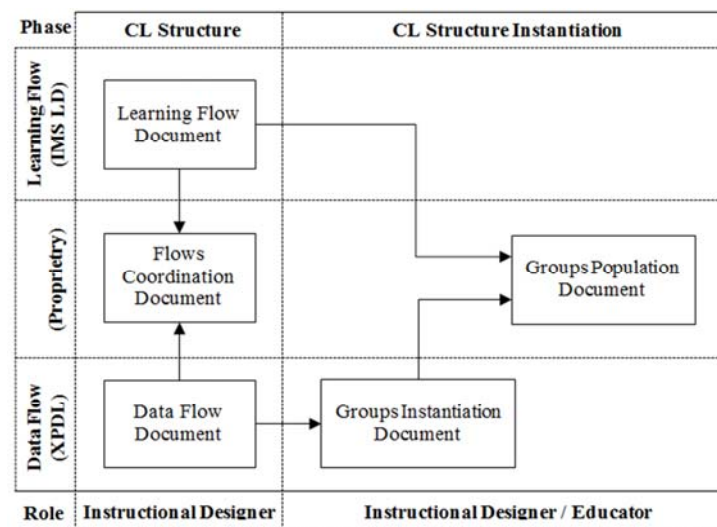 Phase
CL Structure
CL Structure Instantiation
Learning Flow
(IMS LD)
Learning Flow
Document
(Proprietry)
Flows
Coordination
Document
Groups Population
Document
Data Flow
(XPDL)
Data Flow
Document
Groups Instantiation
Document
Role
Instructional Designer
Instructional Designer / Educator